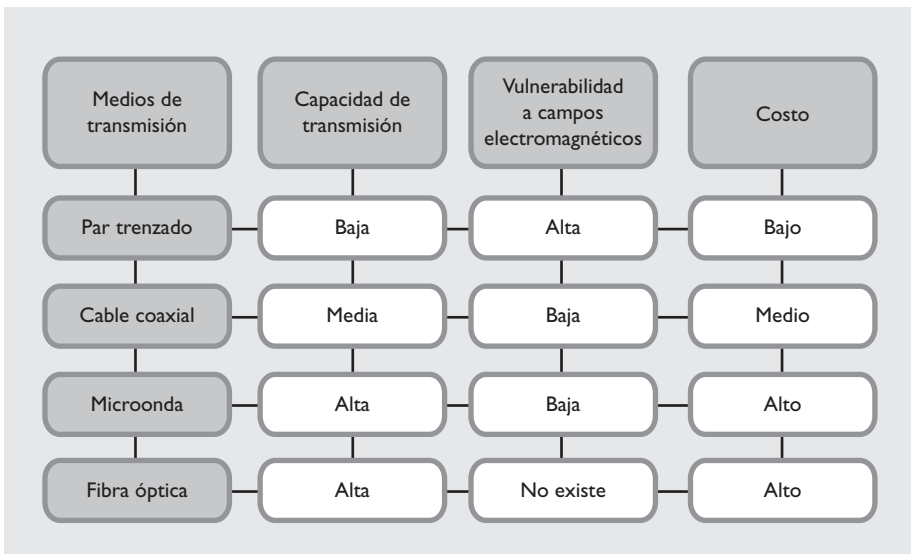 Medios de
transmisión
Capacidad de
transmisión
Vulnerabilidad
a campos
electromagnéticos
Costo
Par trenzado
Baja
Alta
Bajo
Cable coaxial
Media
Baja
Medio
Microonda
Alta
Baja
Alto
Fibra óptica
Alta
No existe
Alto